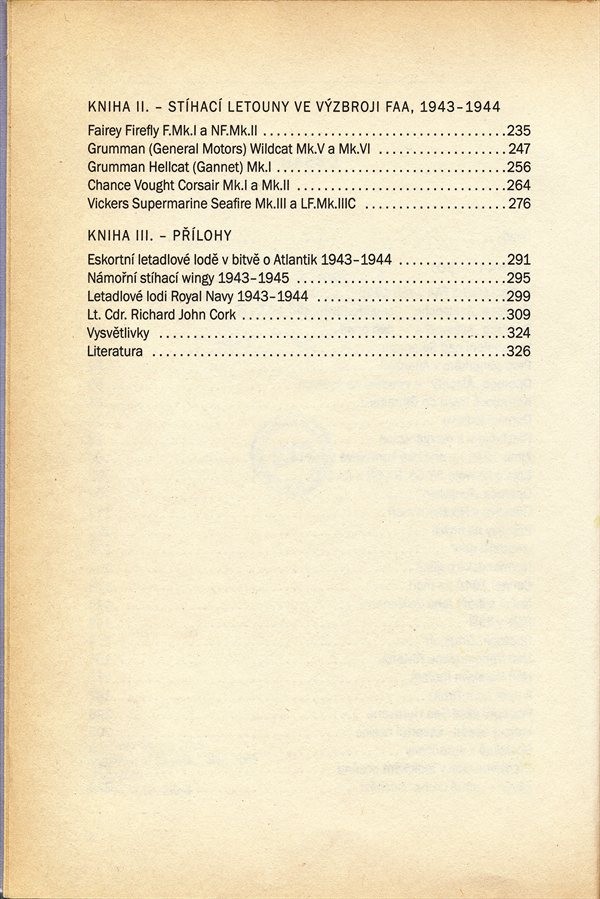 KNIHA II. – STÍHACÍ LETOUNY VE VÝZBROJI FAA, 1943–1944
Fairey Firefly F.Mk.I a NF.Mk.II ................................235
Grumman (General Motors) Wildcat Mk.V a Mk.VI .................247
Grumman Hellcat (Gannet) Mk.I ..............................256
Chance Vought Corsair Mk.I a Mk.II ............................264
Vickers Supermarine Seafire Mk.III a LF.Mk.IIIC ...................276
KNIHA III. – PŘÍLOHY
Eskortní letadlové lodě v bitvě o Atlantik 1943–1944 ..............291
Námořní stíhací wingy 1943–1945 ...........................295
Letadlové lodi Royal Navy 1943–1944 .........................299
Lt. Cdr. Richard John Cork ...................................309
Vysvětlivky ..............................................324
Literatura ...............................................326